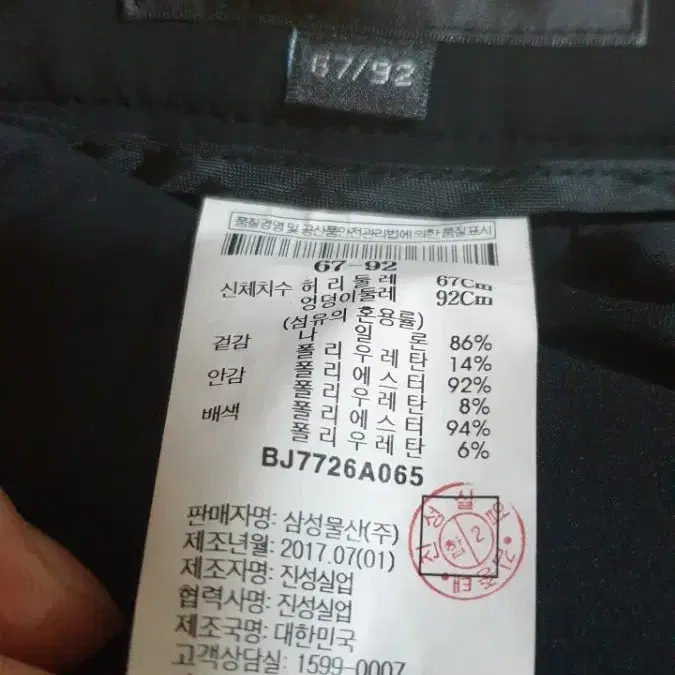 67/92
품질경영 및 공산품안전관리법에 의한 품질표시
67-92
신체치수 허 리 둘 레 67Cm
엉덩이둘레 92Cm
(섬유의 혼용률)
겉감 나 일 론 86%
폴 리 우 레 탄 14%
안감 폴 리 에 스 터 92%
폴 리 우 레 탄 8%
배색 폴 리 에 스 터 94%
폴 리 우 레 탄 6%
BJ7726A065
판매자명: 삼성물산(주)
제조년월: 2017.07(01)
제조자명: 진성실업
협력사명: 진성실업
제조국명: 대한민국
고객상담실: 1599-0007
진성실업
합 2